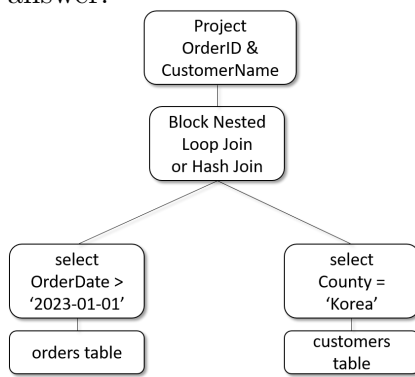 answer.
Project
OrderID &
CustomerName
Block Nested
Loop Join
or Hash Join
select
OrderDate >
‘2023-01-01’
select
County =
‘Korea’
orders table
customers
table